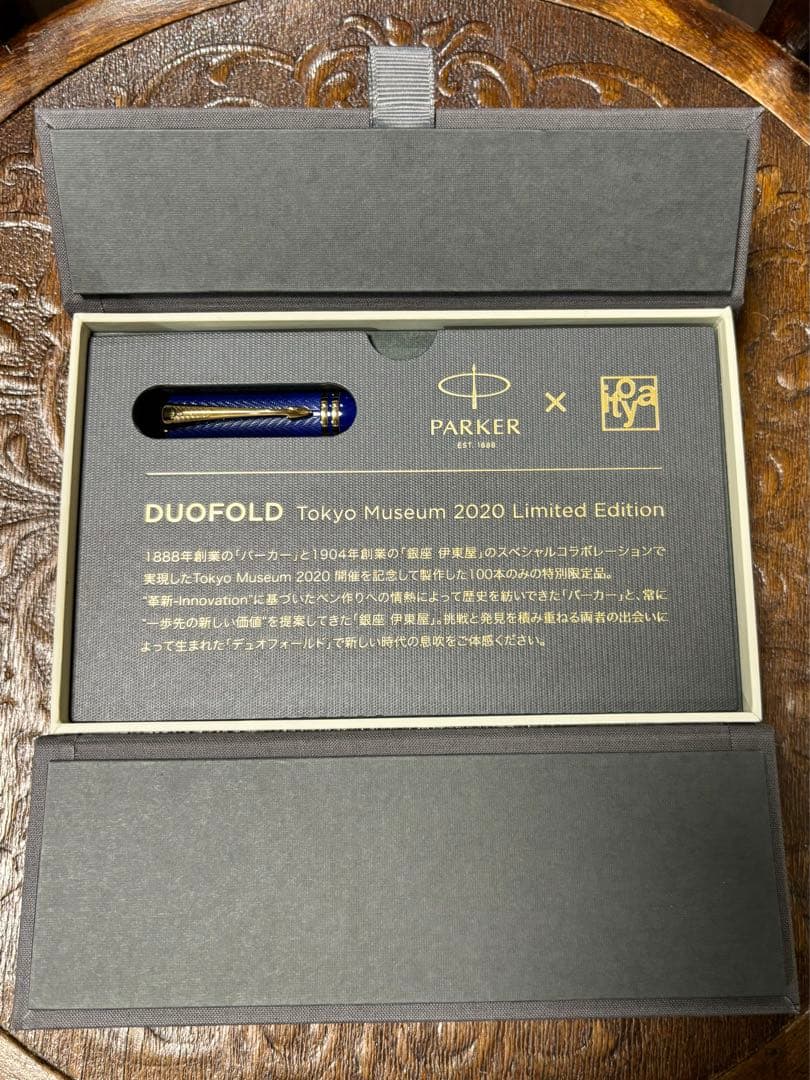 PARKER
EST. 1888
×
itoya
DUOFOLD Tokyo Museum 2020 Limited Edition
1888年創業の「パーカー」と1904年創業の「銀座 伊東屋」のスペシャルコラボレーションで
実現したTokyo Museum 2020 開催を記念して製作した100本のみの特別限定品。
"革新-Innovation"に基づいたペン作りへの情熱によって歴史を紡いできた「パーカー」と、常に
"一歩先の新しい価値"を提案してきた「銀座 伊東屋」。挑戦と発見を積み重ねる両者の出会いに
よって生まれた「デュオフォールド」で新しい時代の息吹をご体感ください。